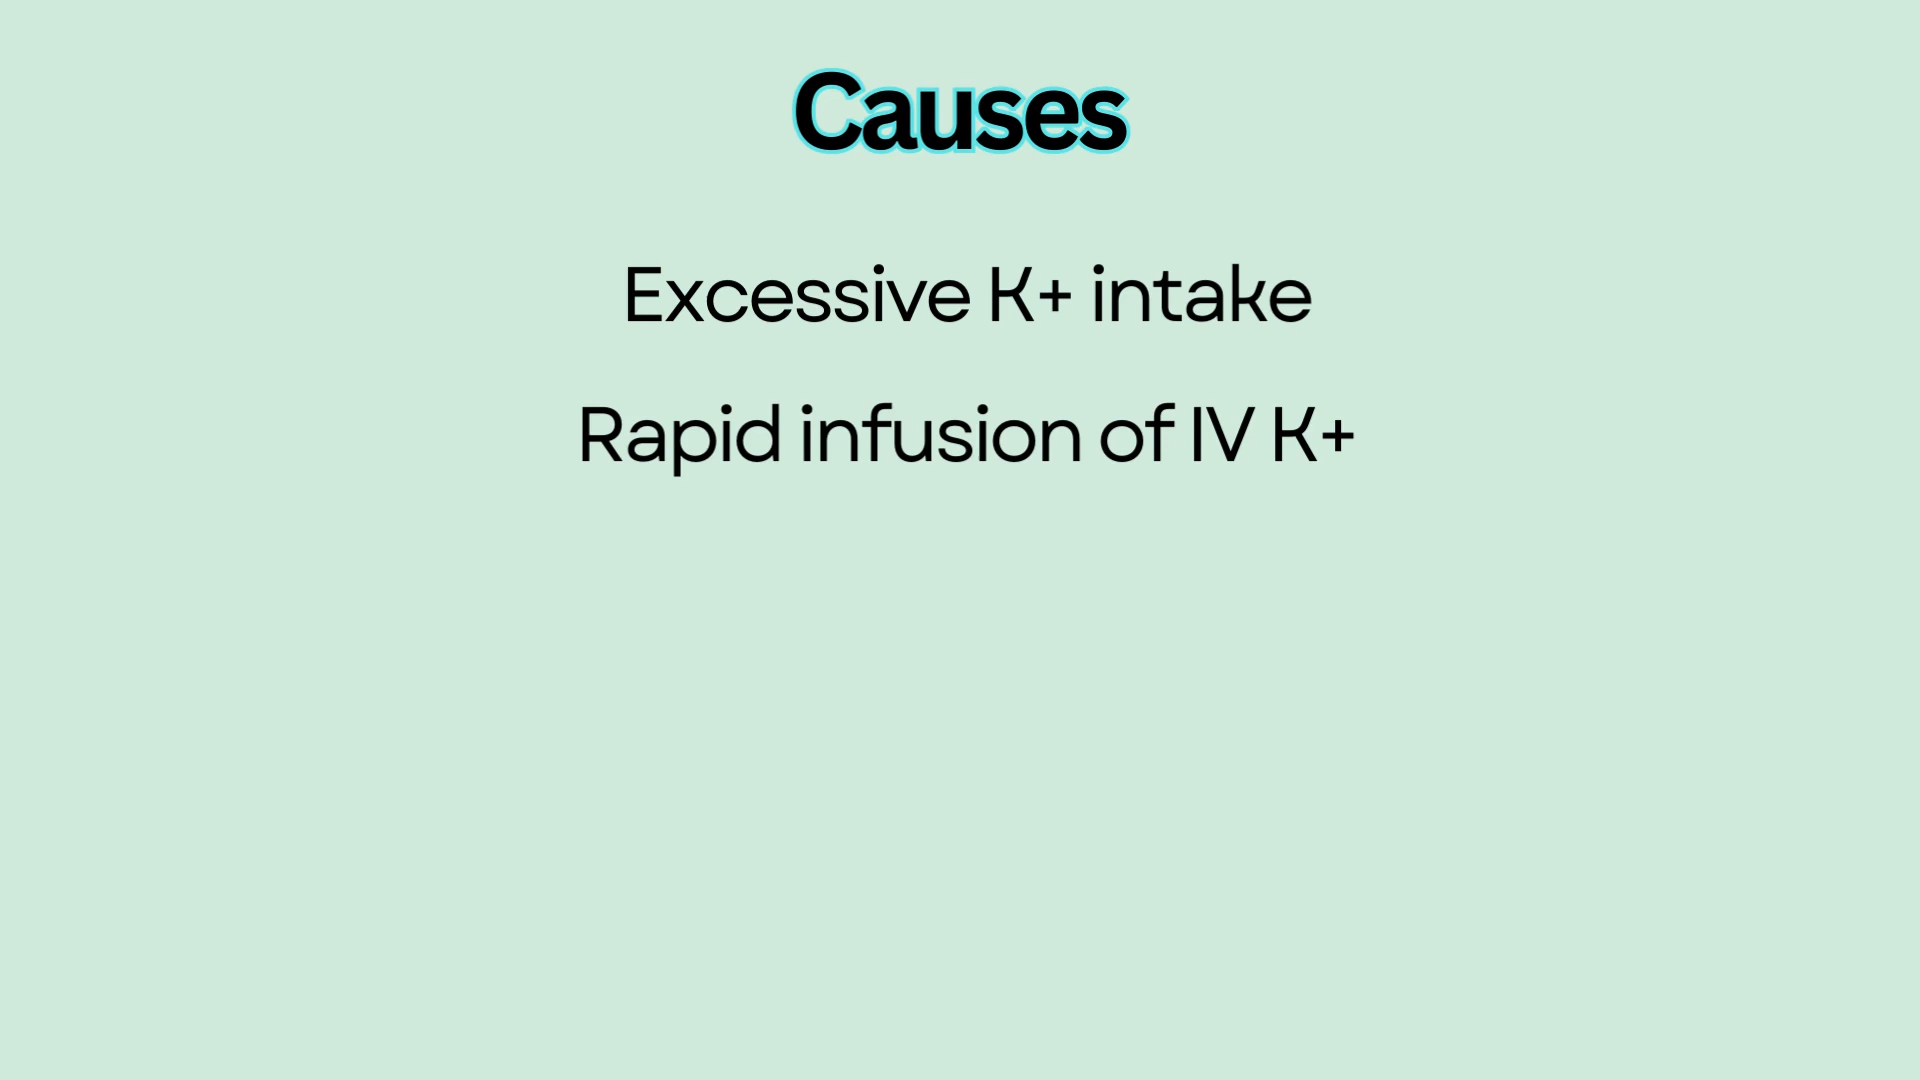 Causes
Excessive K+ intake
Rapid infusion of IV K+